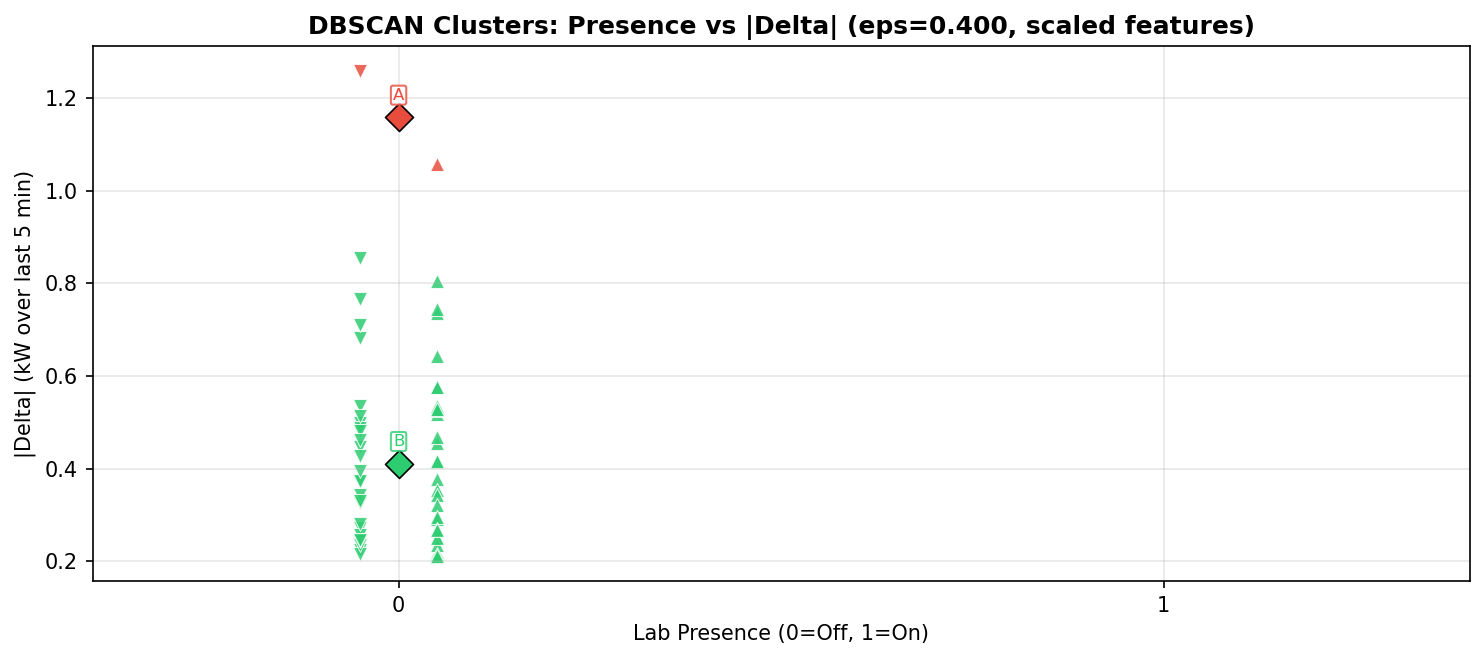 DBSCAN Clusters: Presence vs |Delta| (eps=0.400, scaled features)
|Delta| (kW over last 5 min)
1.2
1.0
0.8
0.6
0.4
0.2
A
B
0
1
Lab Presence (0=Off, 1=On)